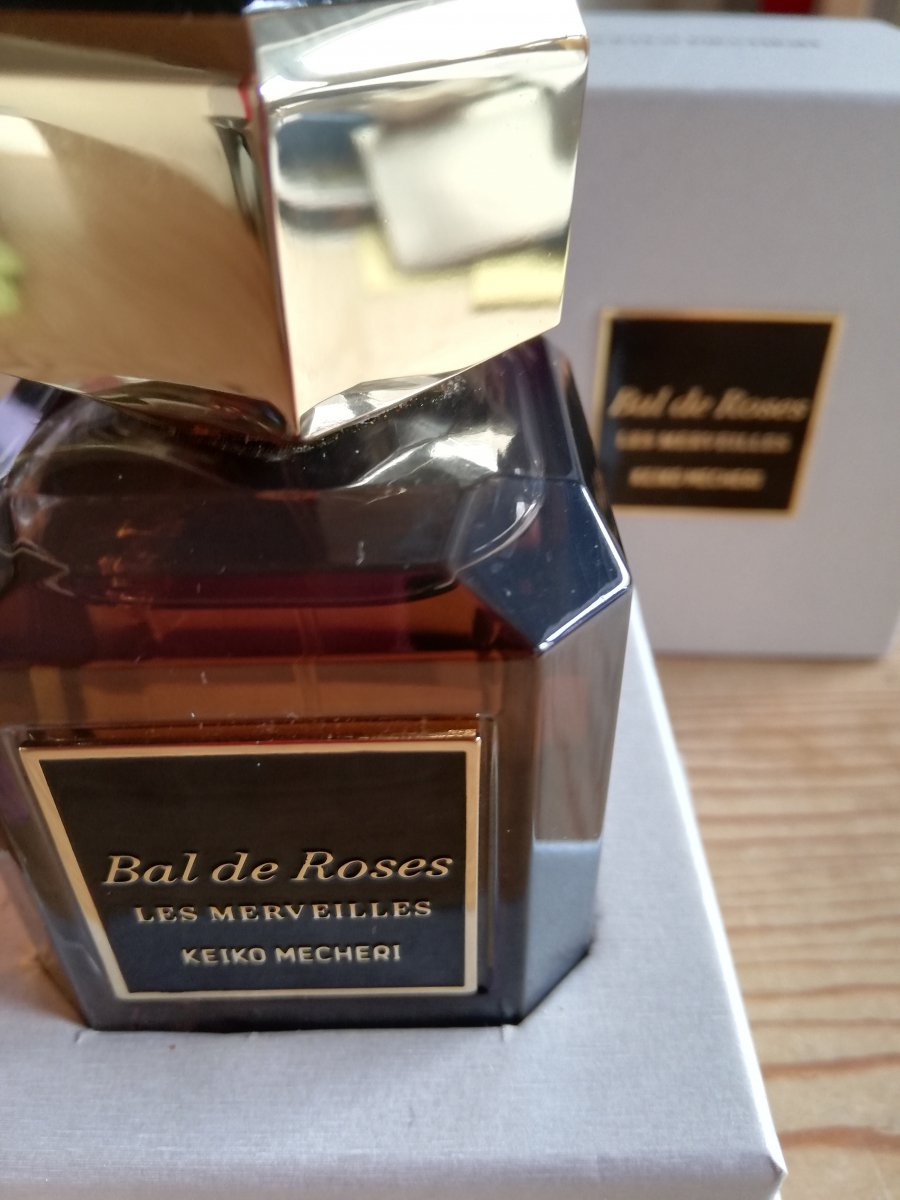 Bal de Roses
LES MERVEILLES
KEIKO MECHERI
Bal de Roses
LES MERVEILLES
KEIKO MECHERI